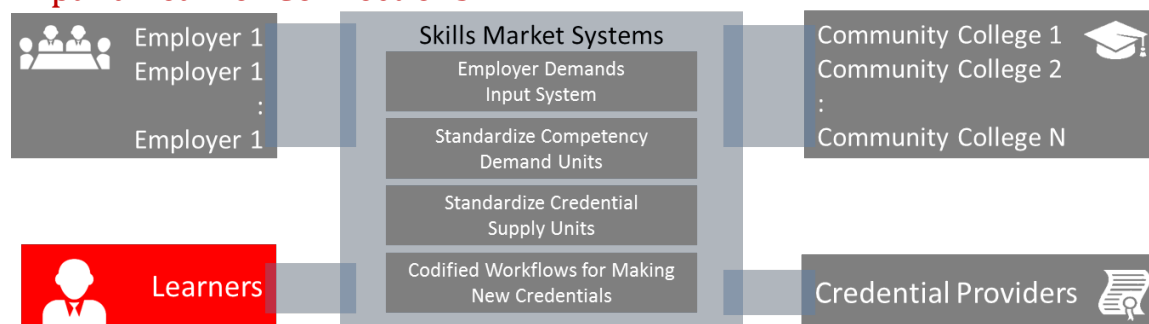 Employer 1
Employer 1
:
Employer 1
Skills Market Systems
Employer Demands
Input System
Standardize Competency
Demand Units
Standardize Credential
Supply Units
Codified Workflows for Making
New Credentials
Community College 1
Community College 2
:
Community College N
Learners
Credential Providers